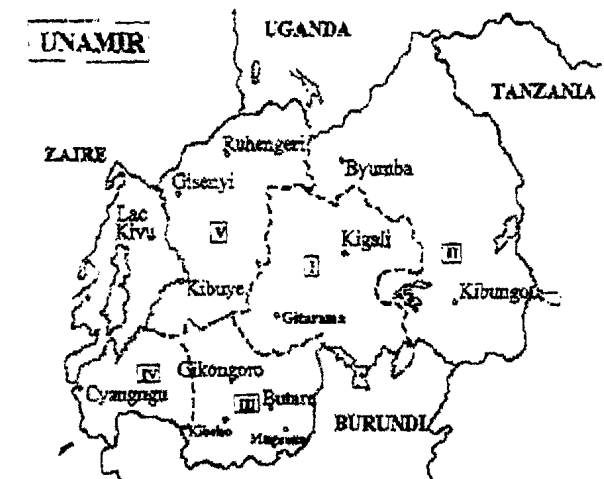 UNAMIR
UGANDA
TANZANIA
ZAIRE
Ruhengeri
Byumba
Gisenyi
Lac
Kivu
V
Kigali
I
II
Kibuye
Kibungo
Gitarama
IV
Gikongoro
Cyangugu
III
Butare
BURUNDI
Kibeho